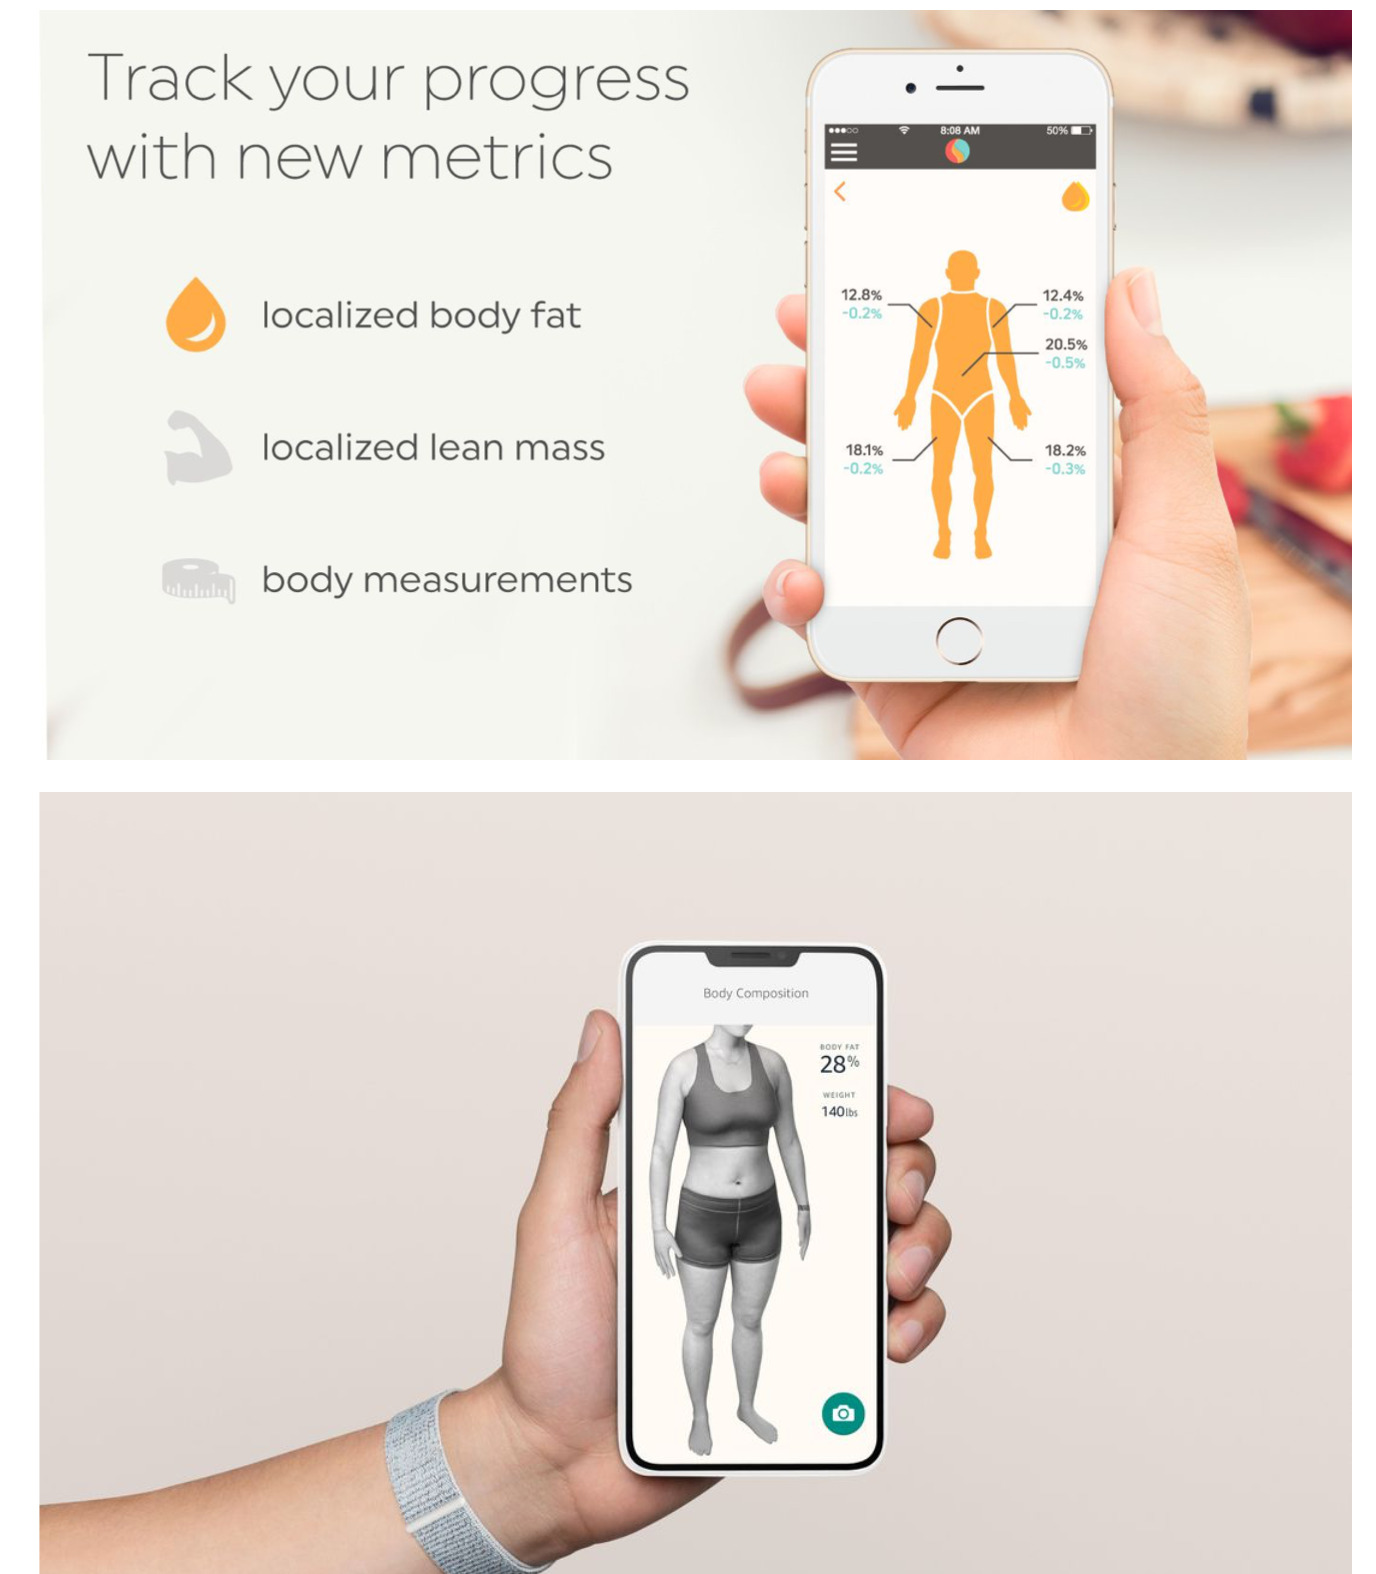 Track your progress
with new metrics
localized body fat
localized lean mass
body measurements
8:08 AM
50%
12.8%
-0.2%
12.4%
-0.2%
20.5%
-0.5%
18.1%
-0.2%
18.2%
-0.3%
Body Composition
BODY FAT
28%
WEIGHT
140 lbs